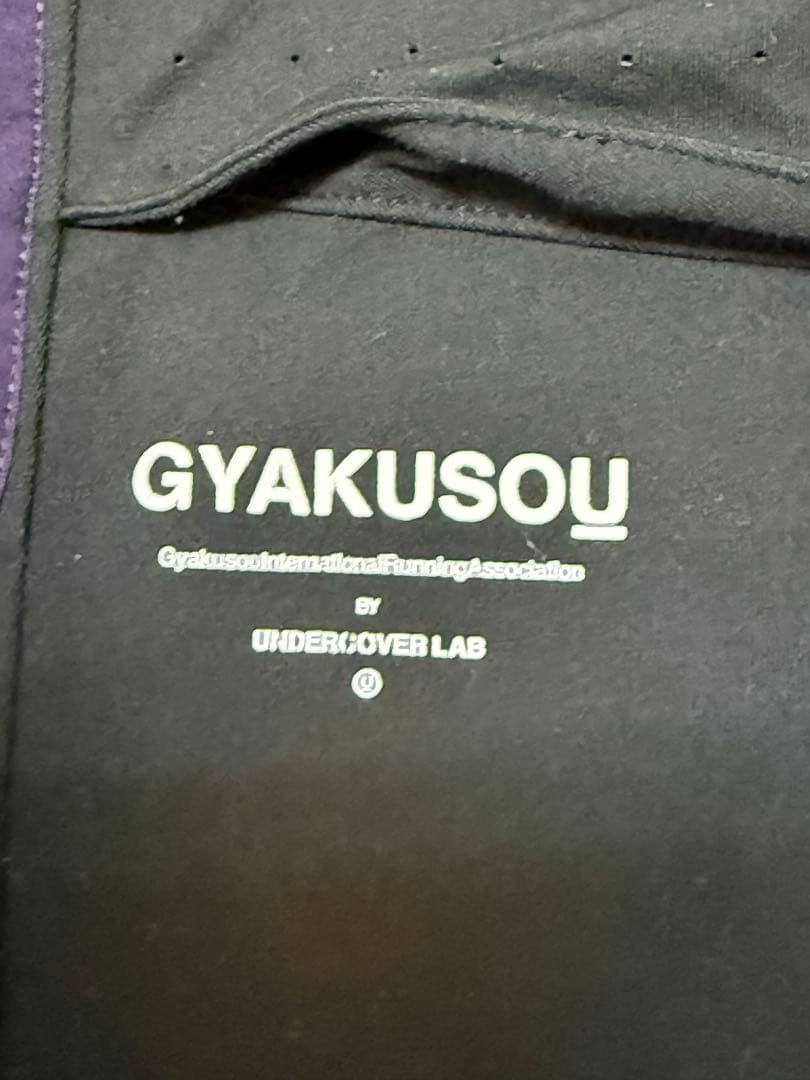 GYAKUSOU
GyakusouInternationalRunningAssociation
BY
UNDERCOVER LAB
U